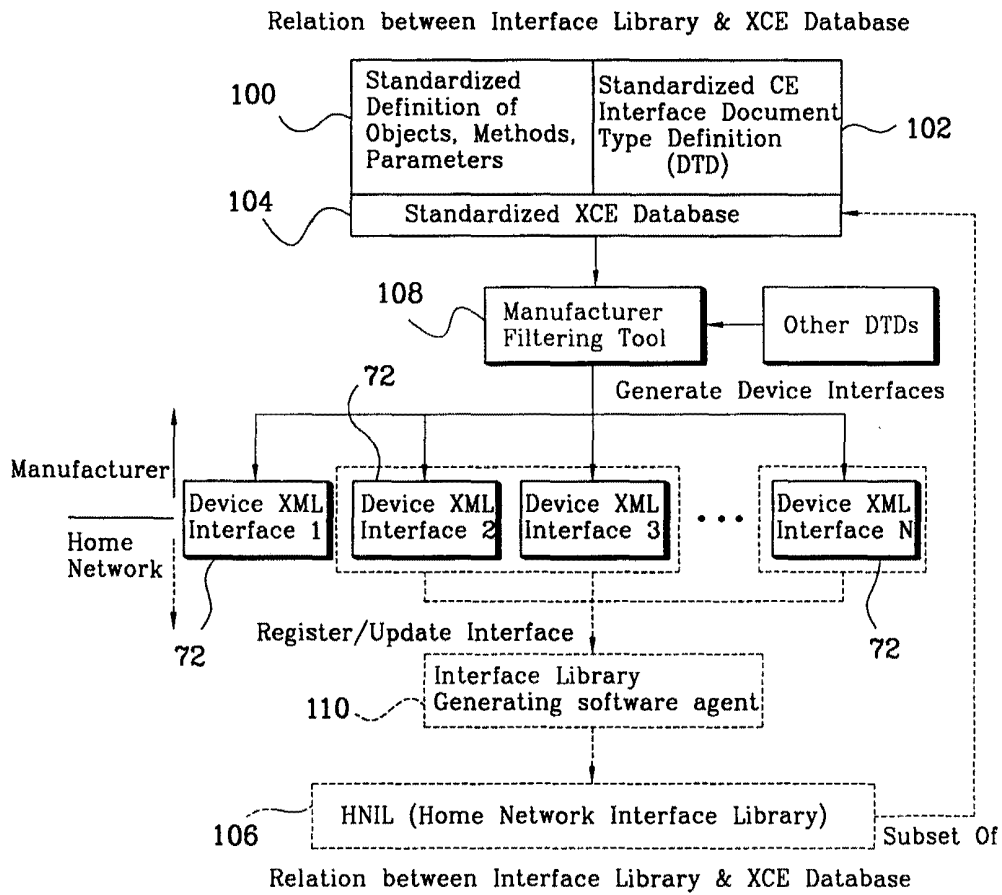 Relation between Interface Library & XCE Database
100
Standardized
Definition of
Objects, Methods,
Parameters
Standardized CE
Interface Document
Type Definition
(DTD)
102
104
Standardized XCE Database
108
Manufacturer
Filtering Tool
Other DTDs
72
Generate Device Interfaces
Manufacturer
Home
Network
Device XML
Interface 1
Device XML
Interface 2
Device XML
Interface 3
Device XML
Interface N
72
Register/Update Interface
72
110
Interface Library
Generating software agent
106
HNIL (Home Network Interface Library)
Subset Of
Relation between Interface Library & XCE Database